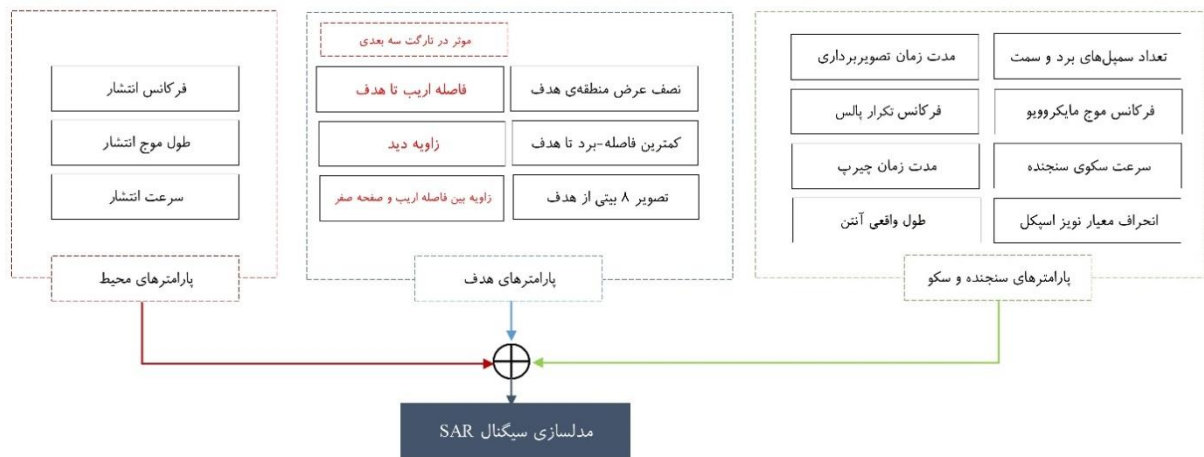 تعداد سمپل‌های برد و سمت
مدت زمان تصویربرداری
فرکانس موج مایکروویو
فرکانس تکرار پالس
سرعت سکوی سنجنده
مدت زمان چیرپ
انحراف معیار نویز اسپکل
طول واقعی آنتن
پارامترهای سنجنده و سکو
موثر در تارگت سه بعدی
نصف عرض منطقه‌ی هدف
فاصله اریب تا هدف
کمترین فاصله-برد تا هدف
زاویه دید
تصویر ۸ بیتی از هدف
زاویه بین فاصله اریب و صفحه صفر
پارامترهای هدف
فرکانس انتشار
طول موج انتشار
سرعت انتشار
پارامترهای محیط
مدلسازی سیگنال SAR